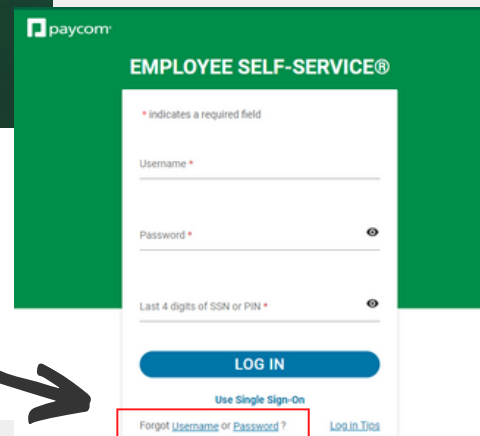 paycom
EMPLOYEE SELF-SERVICE®
* indicates a required field
Username *
Password *
Last 4 digits of SSN or PIN *
LOG IN
Use Single Sign-On
Forgot Username or Password ?
Log in Tips